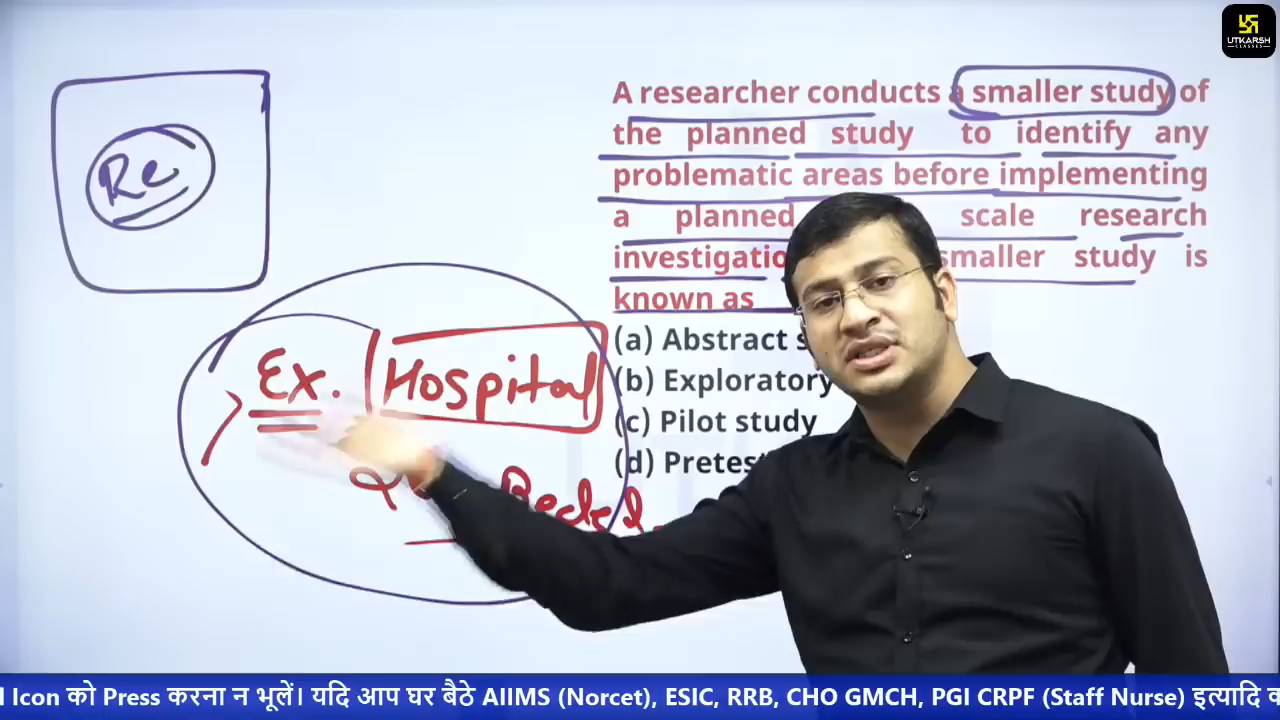 UTKARSH
CLASSES
A researcher conducts a smaller study of
the planned study to identify any
problematic areas before implementing
a planned scale research
investigatio smaller study is
known as
(a) Abstract s
(b) Exploratory
(c) Pilot study
(d) Pretest
Re
Ex. Hospital
Beded
Icon को Press करना न भूलें। यदि आप घर बैठे AIIMS (Norcet), ESIC, RRB, CHO GMCH, PGI CRPF (Staff Nurse) इत्यादि